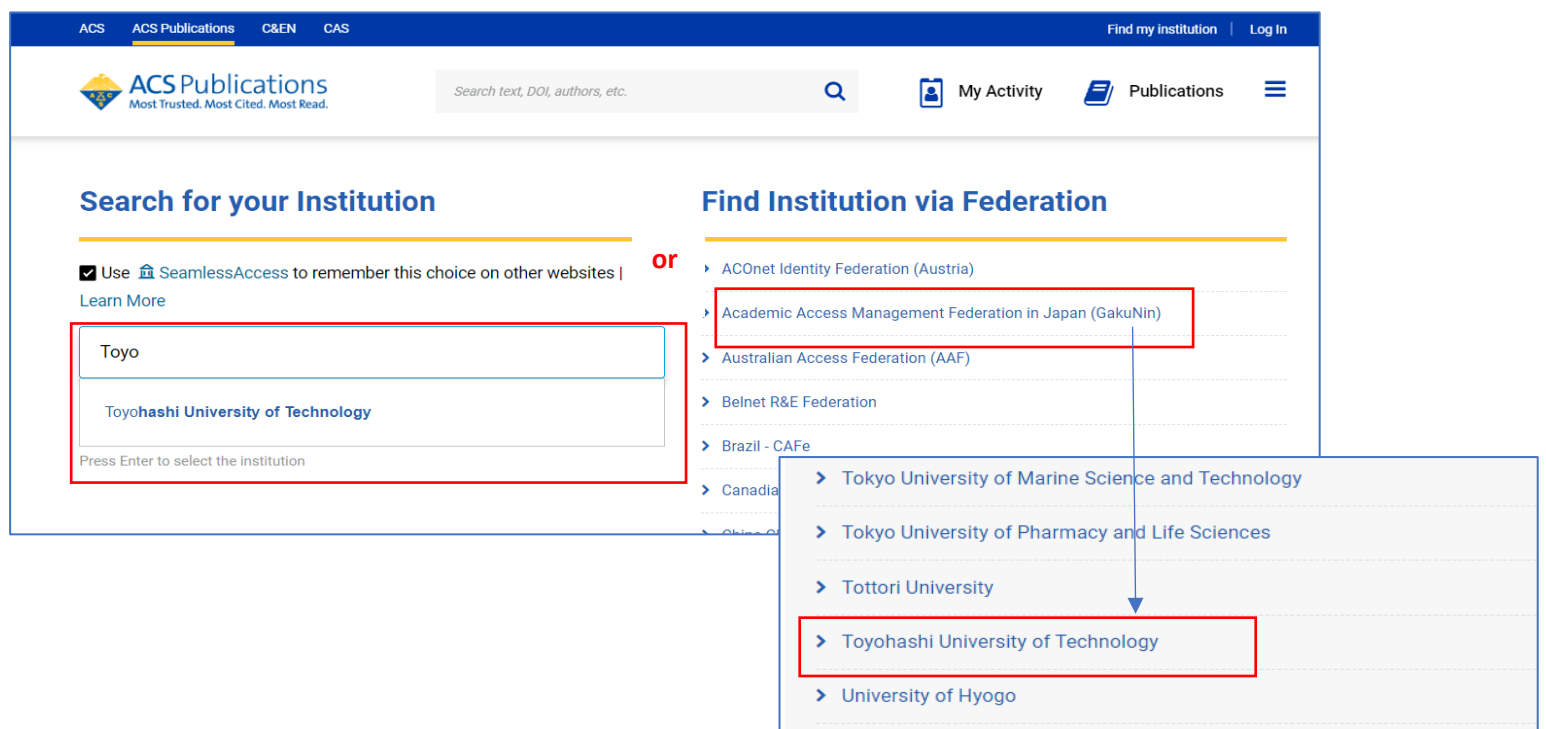 ACS ACS Publications C&EN CAS Find my institution | Log In
ACS Publications
Most Trusted. Most Cited. Most Read.
Search text, DOI, authors, etc.
My Activity
Publications
Search for your Institution
Use SeamlessAccess to remember this choice on other websites |
Learn More
Toyo
Toyohashi University of Technology
Press Enter to select the institution
or
Find Institution via Federation
ACOnet Identity Federation (Austria)
Academic Access Management Federation in Japan (GakuNin)
Australian Access Federation (AAF)
Belnet R&E Federation
Brazil - CAFe
Canadia
Tokyo University of Marine Science and Technology
Tokyo University of Pharmacy and Life Sciences
Tottori University
Toyohashi University of Technology
University of Hyogo